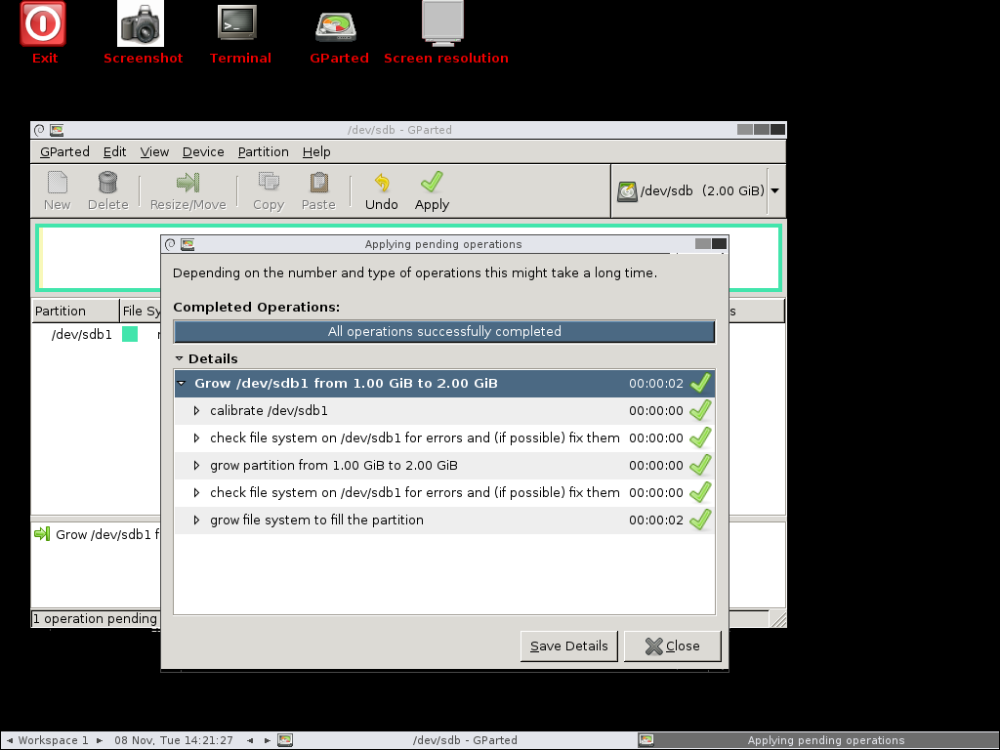 Exit
Screenshot
Terminal
GParted
Screen resolution
/dev/sdb - GParted
GParted Edit View Device Partition Help
New Delete Resize/Move Copy Paste Undo Apply
/dev/sdb (2.00 GiB)
Applying pending operations
Depending on the number and type of operations this might take a long time.
Completed Operations:
All operations successfully completed
Details
Grow /dev/sdb1 from 1.00 GiB to 2.00 GiB 00:00:02
calibrate /dev/sdb1 00:00:00
check file system on /dev/sdb1 for errors and (if possible) fix them 00:00:00
grow partition from 1.00 GiB to 2.00 GiB 00:00:00
check file system on /dev/sdb1 for errors and (if possible) fix them 00:00:00
grow file system to fill the partition 00:00:02
Save Details Close
Partition File Sy
/dev/sdb1
Grow /dev/sdb1 f
1 operation pending
Workspace 1 08 Nov, Tue 14:21:27 /dev/sdb - GParted Applying pending operations